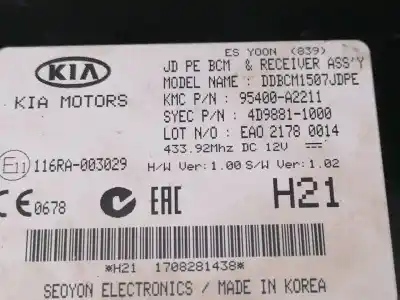 ES YOON (839)
KIA
JD PE BCM & RECEIVER ASS'Y
MODEL NAME : DDBCM1507JDPE
KIA MOTORS
KMC P/N : 95400-A2211
SYEC P/N : 4D9881-1000
LOT N/O : EAO 2178 0014
433.92Mhz DC 12V
E11 116RA-003029
H/W Ver:1.00 S/W Ver:1.02
CE 0678
EAC
H21
*H21 1708281438*
SEOYON ELECTRONICS / MADE IN KOREA